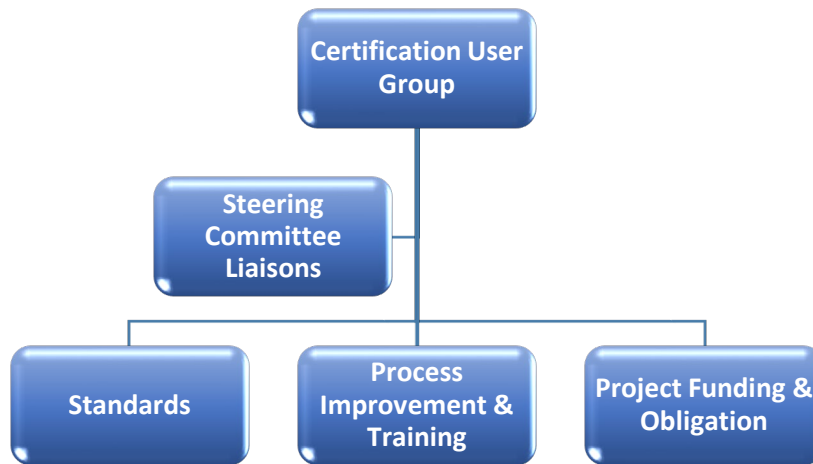 Certification User
Group
Steering
Committee
Liaisons
Standards
Process
Improvement &
Training
Project Funding &
Obligation